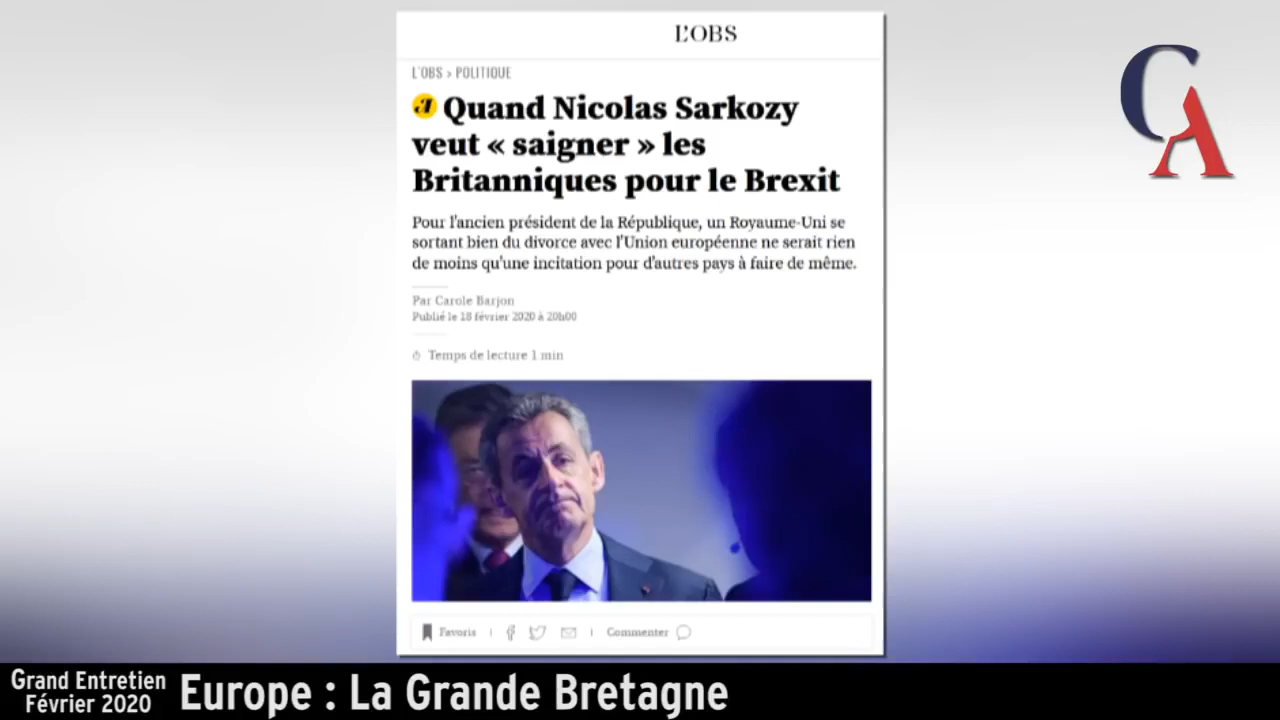 L'OBS
L'OBS > POLITIQUE
Quand Nicolas Sarkozy
veut « saigner » les
Britanniques pour le Brexit
Pour l'ancien président de la République, un Royaume-Uni se
sortant bien du divorce avec l'Union européenne ne serait rien
de moins qu'une incitation pour d'autres pays à faire de même.
Par Carole Barjon
Publié le 18 février 2020 à 20h00
Temps de lecture 1 min
Favoris
Commenter
CA
Grand Entretien
Février 2020
Europe : La Grande Bretagne